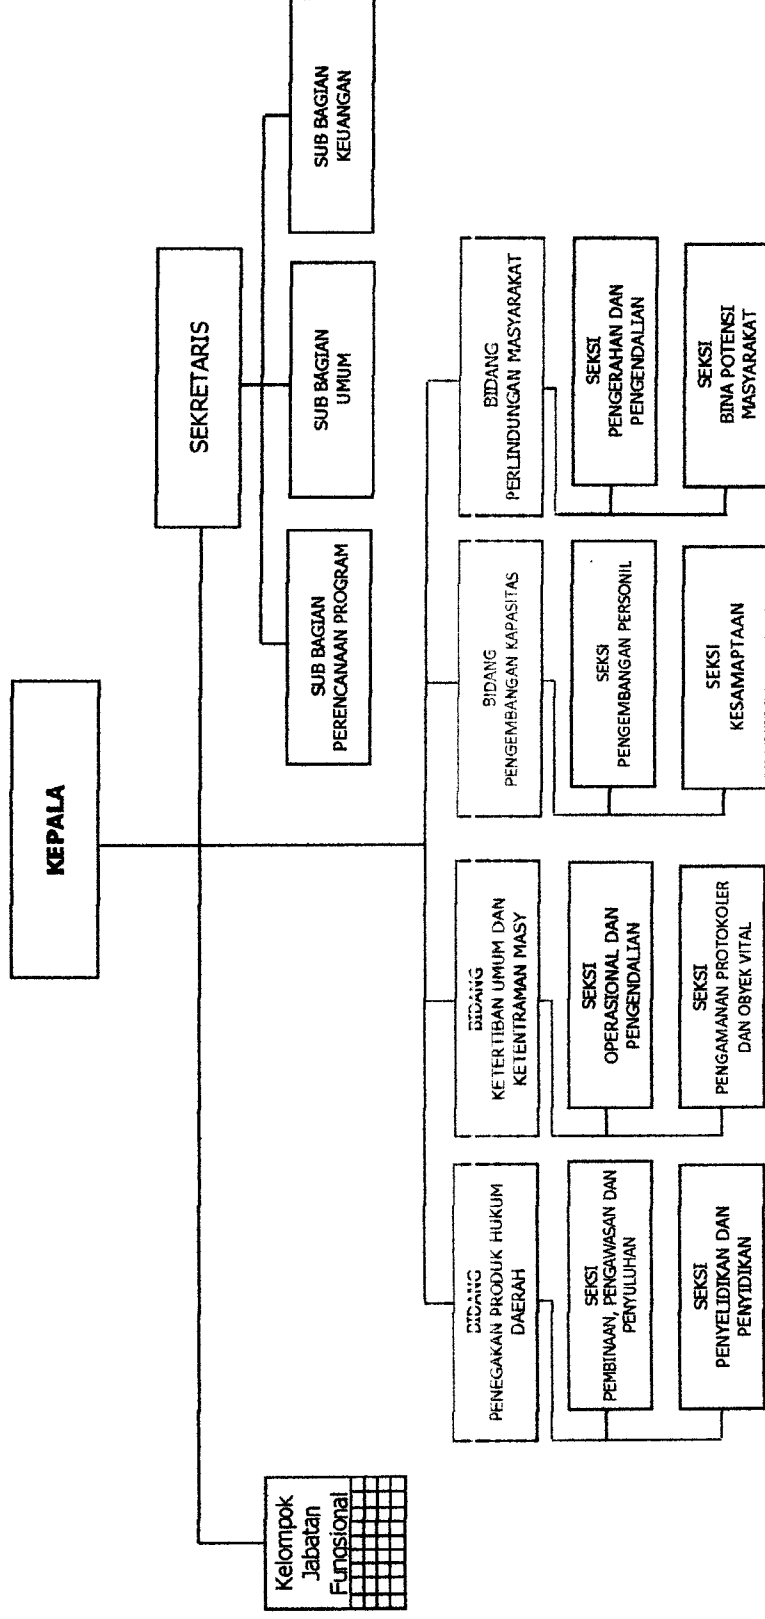 KEPALA
SEKRETARIS
Kelompok
Jabatan
Fungsional
SUB BAGIAN
PERENCANAAN PROGRAM
SUB BAGIAN
UMUM
SUB BAGIAN
KEUANGAN
BIDANG
PENEGAKAN PRODUK HUKUM
DAERAH
SEKSI
PEMBINAAN, PENGAWASAN DAN
PENYULUHAN
SEKSI
PENYELIDIKAN DAN
PENYIDIKAN
BIDANG
KETERTIBAN UMUM DAN
KETENTRAMAN MASY
SEKSI
OPERASIONAL DAN
PENGENDALIAN
SEKSI
PENGAMANAN PROTOKOLER
DAN OBYEK VITAL
BIDANG
PENGEMBANGAN KAPASITAS
SEKSI
PENGEMBANGAN PERSONIL
SEKSI
KESAMAPTAAN
BIDANG
PERLINDUNGAN MASYARAKAT
SEKSI
PENGERAHAN DAN
PENGENDALIAN
SEKSI
BINA POTENSI
MASYARAKAT